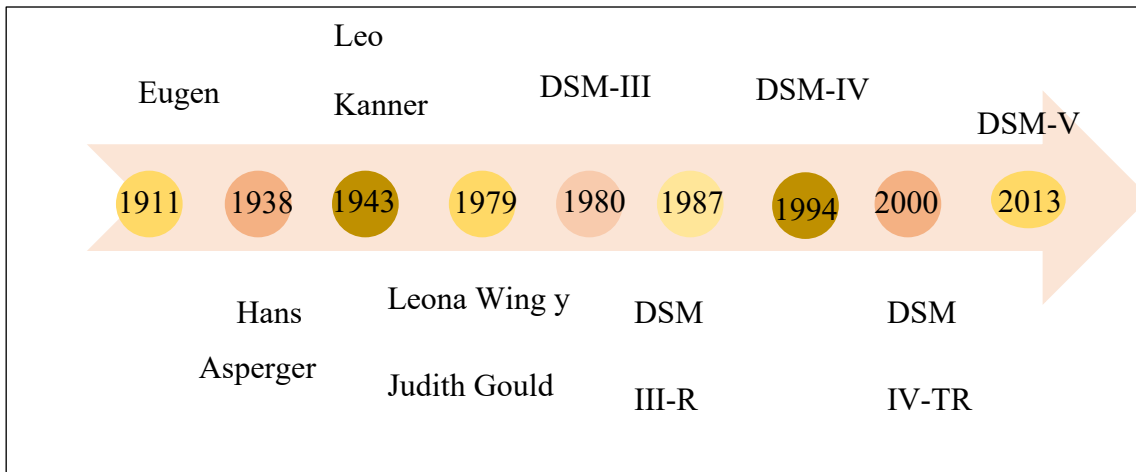 Leo
Kanner
Eugen
DSM-III
DSM-IV
DSM-V
1911
1938
1943
1979
1980
1987
1994
2000
2013
Hans
Asperger
Leona Wing y
Judith Gould
DSM
III-R
DSM
IV-TR